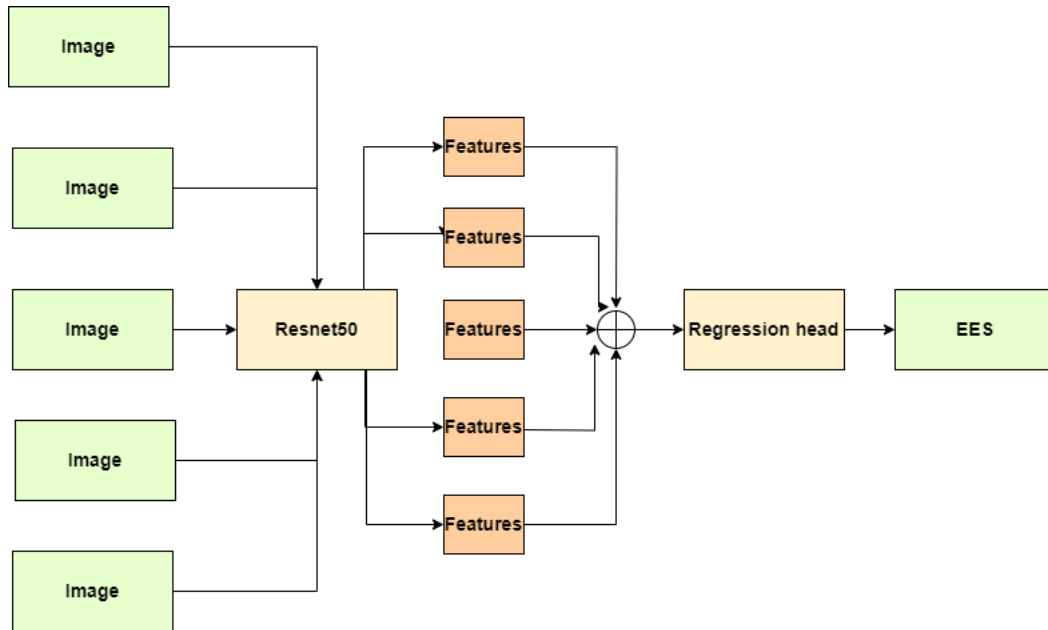 Image
Image
Image
Image
Image
Resnet50
Features
Features
Features
Features
Features
Regression head
EES